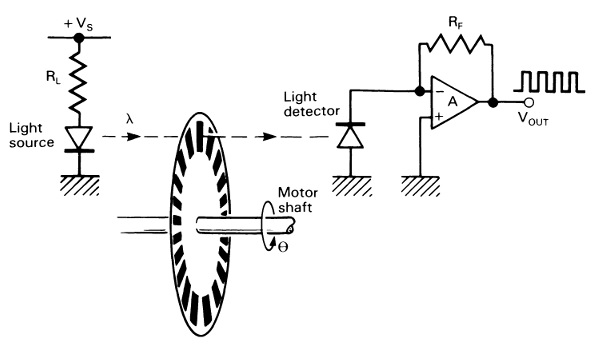 + V_S
R_L
Light
source
λ
Light
detector
R_F
−
+
A
V_OUT
Motor
shaft
Θ